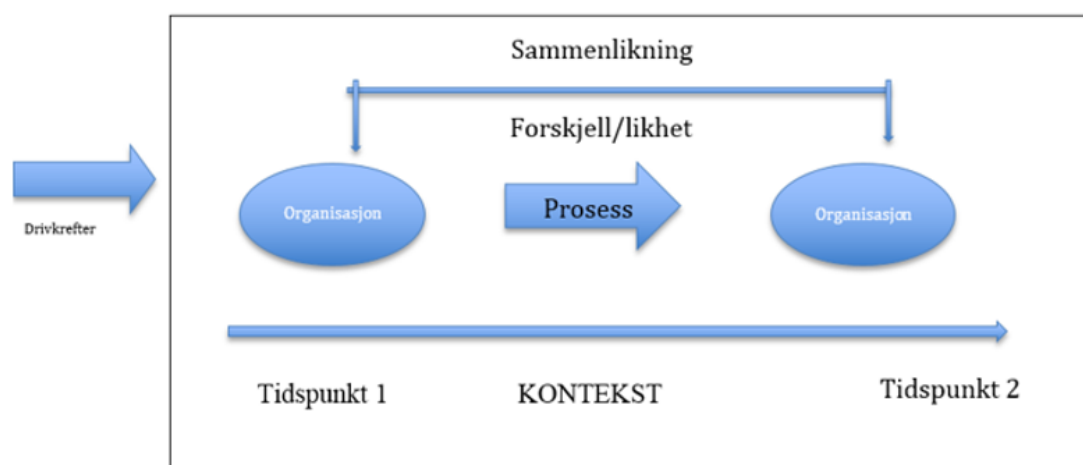 Sammenlikning
Forskjell/likhet
Drivkrefter
Organisasjon
Prosess
Organisasjon
Tidspunkt 1
KONTEKST
Tidspunkt 2